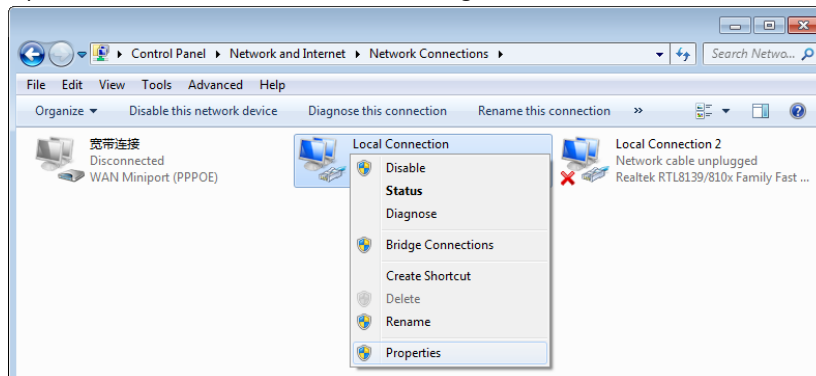 Control Panel ▸ Network and Internet ▸ Network Connections ▸
Search Netwo...
File Edit View Tools Advanced Help
Organize Disable this network device Diagnose this connection Rename this connection »
宽带连接
Disconnected
WAN Miniport (PPPOE)
Local Connection
Disable
Status
Diagnose
Bridge Connections
Create Shortcut
Delete
Rename
Properties
Local Connection 2
Network cable unplugged
Realtek RTL8139/810x Family Fast ...